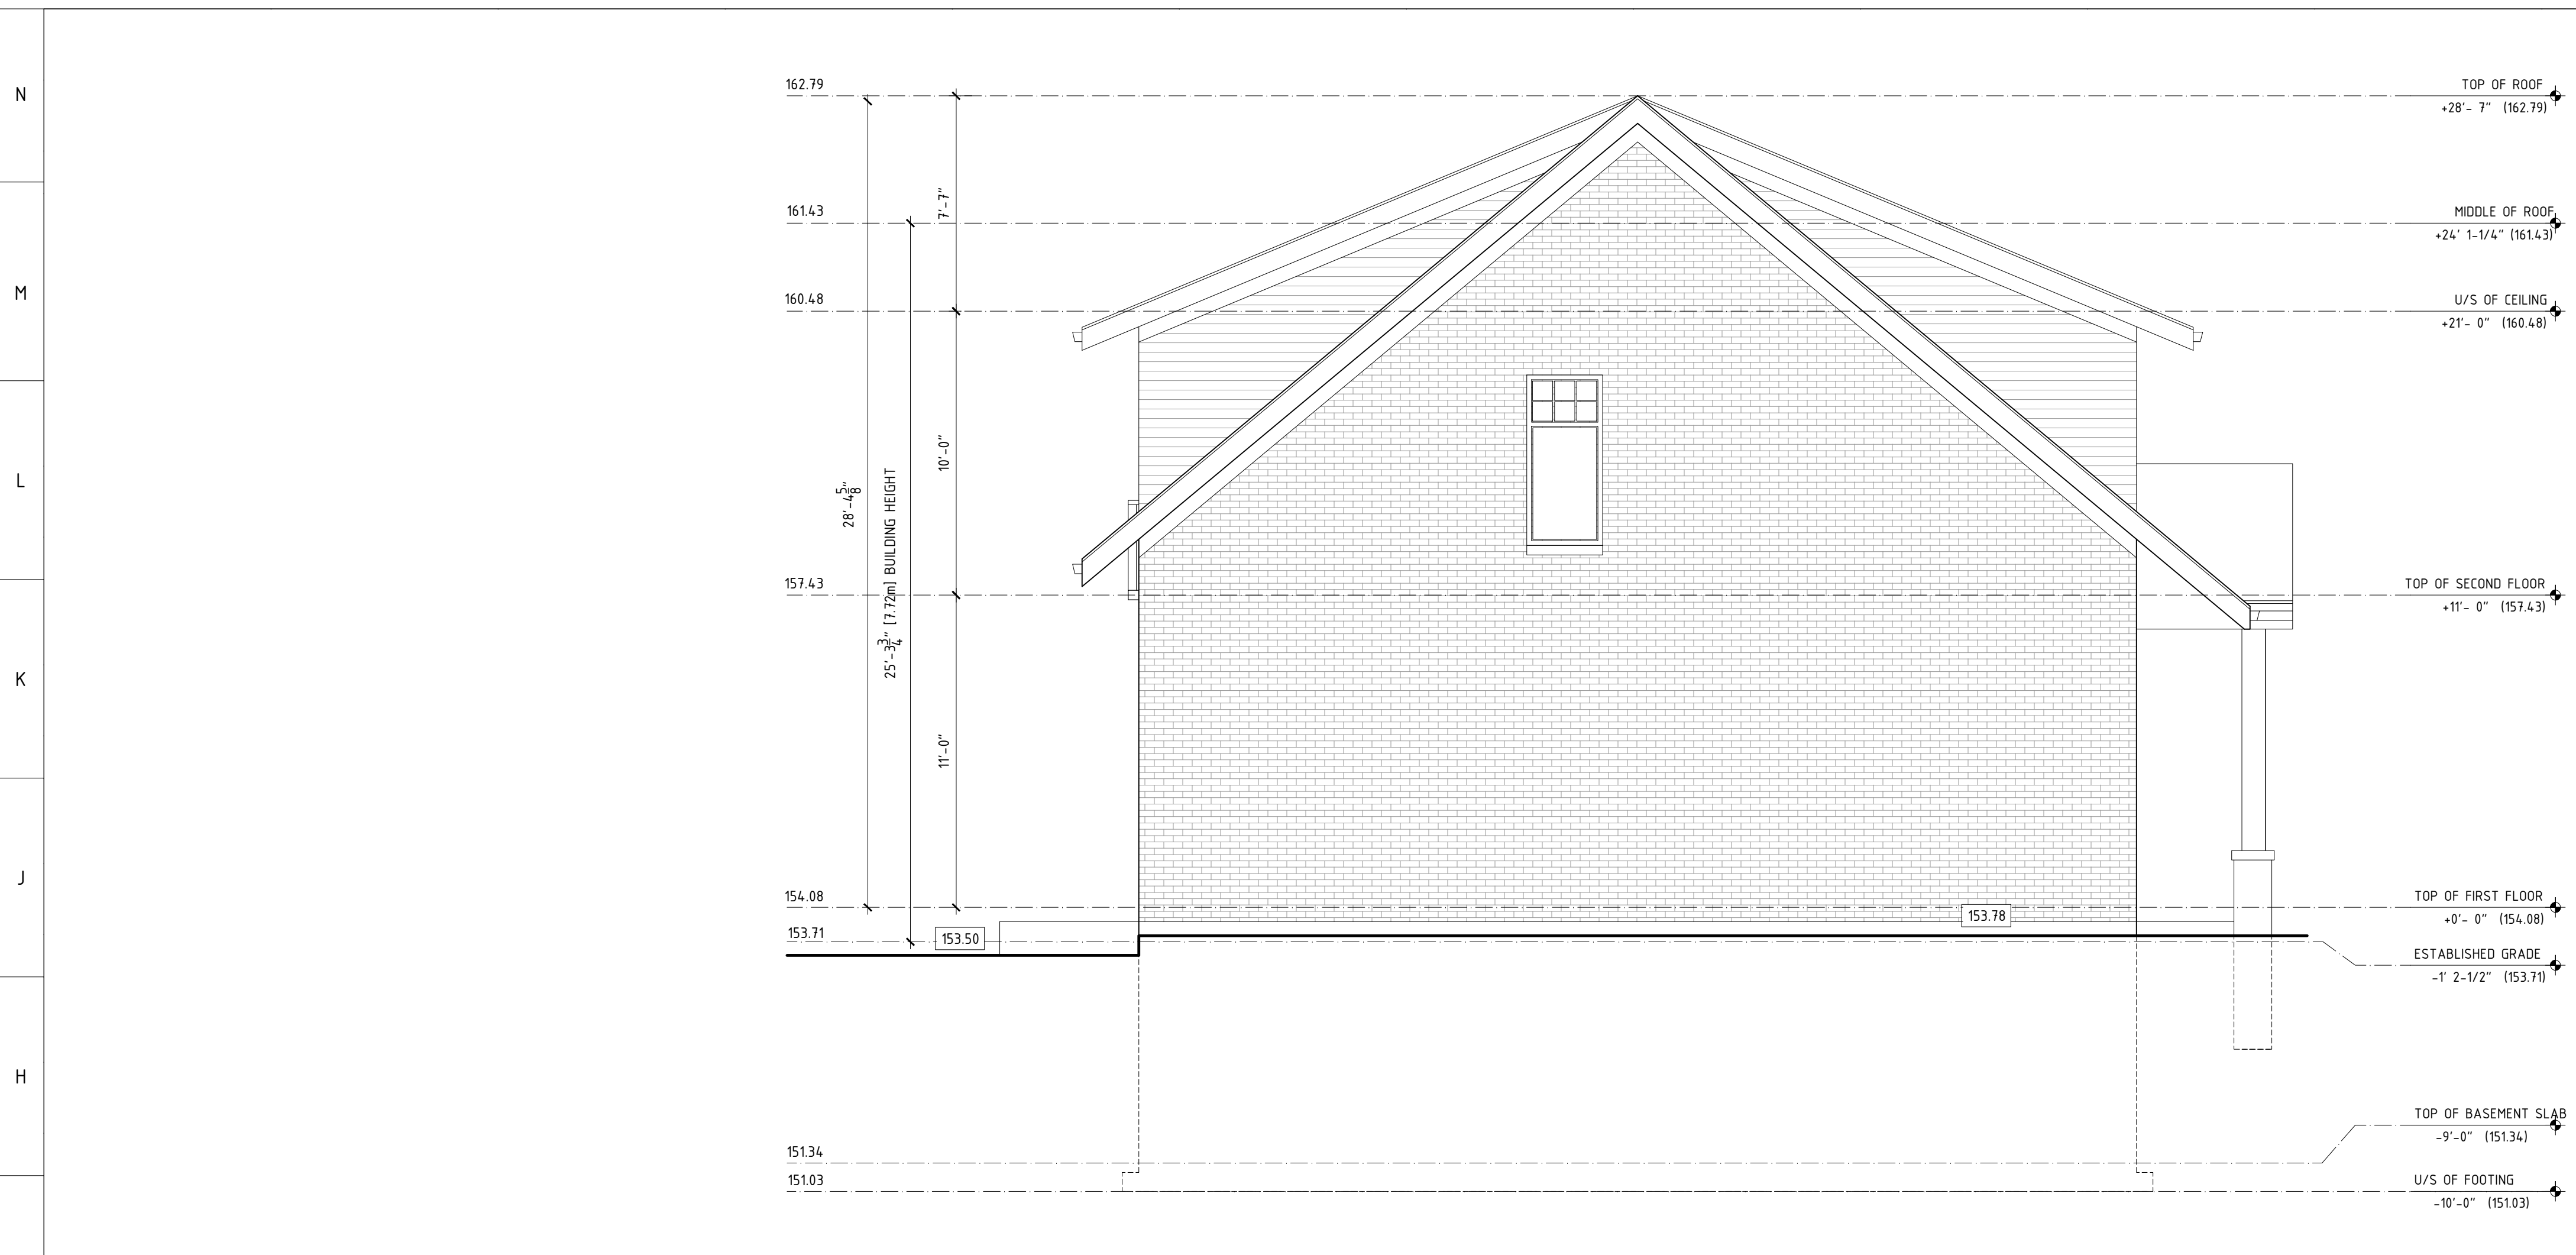 N
M
L
K
J
H
162.79
161.43
160.48
157.43
154.08
153.71
151.34
151.03
28'-4 5/8"
25'-3 3/4" [7.72m] BUILDING HEIGHT
7'-7"
10'-0"
11'-0"
153.50
153.78
TOP OF ROOF
+28'- 7" (162.79)
MIDDLE OF ROOF
+24' 1-1/4" (161.43)
U/S OF CEILING
+21'- 0" (160.48)
TOP OF SECOND FLOOR
+11'- 0" (157.43)
TOP OF FIRST FLOOR
+0'- 0" (154.08)
ESTABLISHED GRADE
-1' 2-1/2" (153.71)
TOP OF BASEMENT SLAB
-9'-0" (151.34)
U/S OF FOOTING
-10'-0" (151.03)